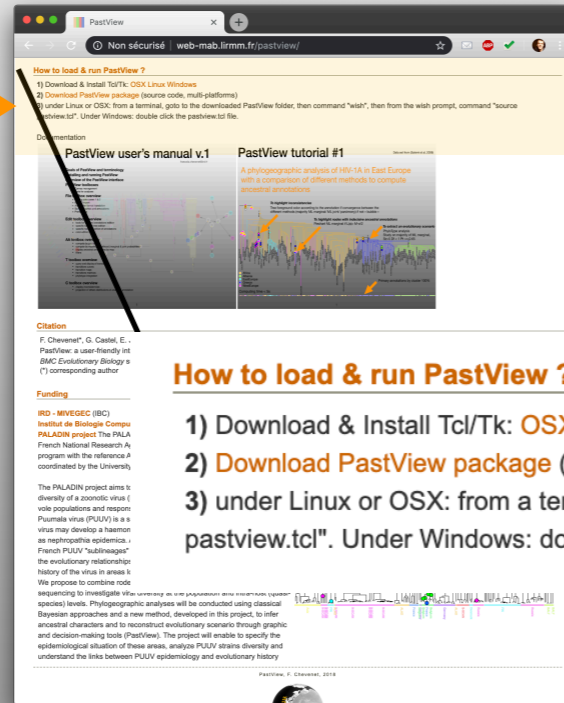 PastView
Non sécurisé | web-mab.lirmm.fr/pastview/
How to load & run PastView ?
1) Download & Install Tcl/Tk: OSX Linux Windows
2) Download PastView package (source code, multi-platforms)
3) under Linux or OSX: from a terminal, goto to the downloaded PastView folder, then command "wish", then from the wish prompt, command "source
pastview.tcl". Under Windows: double click the pastview.tcl file.
Documentation
PastView user's manual v.1
PastView tutorial #1
A phylogeographic analysis of HIV-1A in East Europe
with a comparison of different methods to compute
ancestral annotations
Citation
F. Chevenet*, G. Castel, E.
PastView: a user-friendly int
BMC Evolutionary Biology s
(*) corresponding author
Funding
IRD - MIVEGEC (IBC)
Institut de Biologie Compu
PALADIN project The PALA
French National Research A
program with the reference A
coordinated by the University
The PALADIN project aims to
diversity of a zoonotic virus (
vole populations and respons
Puumala virus (PUUV) is a s
virus may develop a haemorr
as nephropathia epidemica.
French PUUV "sublineages"
the evolutionary relationships
history of the virus in areas
We propose to combine rode
sequencing to investigate viral diversity at the population and intra-host (quasi-
species) levels. Phylogeographic analyses will be conducted using classical
Bayesian approaches and a new method, developed in this project, to infer
ancestral characters and to reconstruct evolutionary scenario through graphic
and decision-making tools (PastView). The project will enable to specify the
epidemiological situation of these areas, analyze PUUV strains diversity and
understand the links between PUUV epidemiology and evolutionary history
How to load & run PastView ?
1) Download & Install Tcl/Tk: OSX
2) Download PastView package (
3) under Linux or OSX: from a ter
pastview.tcl". Under Windows: do
PastView, F. Chevenet, 2019